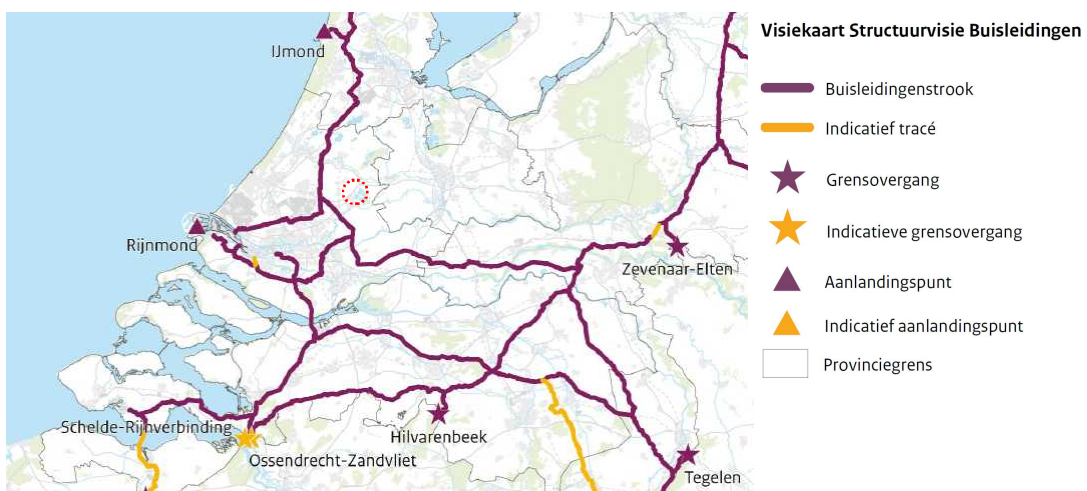 IJmond
Rijnmond
Zevenaar-Elten
Schelde-Rijnverbinding
Hilvarenbeek
Ossendrecht-Zandvliet
Tegelen
Visiekaart Structuurvisie Buisleidingen
Buisleidingenstrook
Indicatief tracé
Grensovergang
Indicatieve grensovergang
Aanlandingspunt
Indicatief aanlandingspunt
Provinciegrens